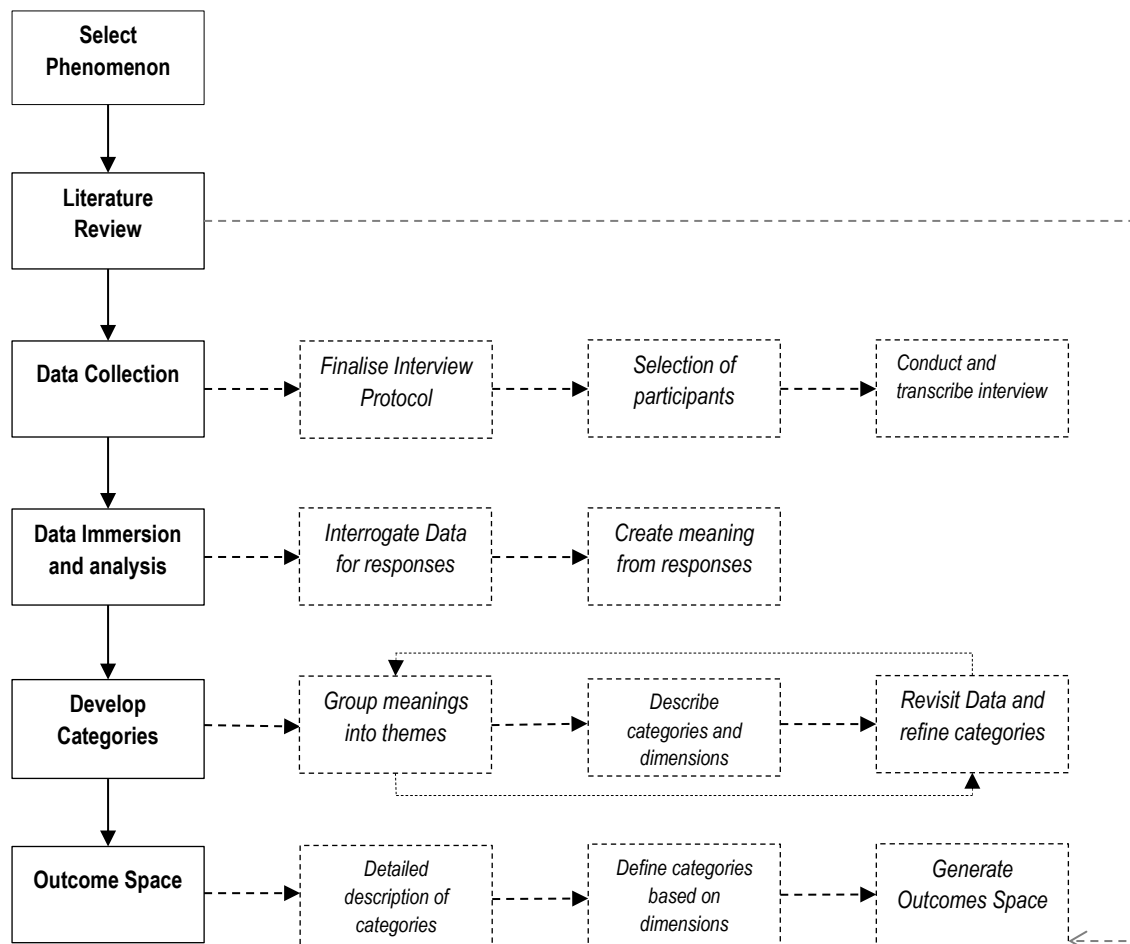 Select
Phenomenon
Literature
Review
Data Collection
Finalise Interview
Protocol
Selection of
participants
Conduct and
transcribe interview
Data Immersion
and analysis
Interrogate Data
for responses
Create meaning
from responses
Develop
Categories
Group meanings
into themes
Describe
categories and
dimensions
Revisit Data and
refine categories
Outcome Space
Detailed
description of
categories
Define categories
based on
dimensions
Generate
Outcomes Space